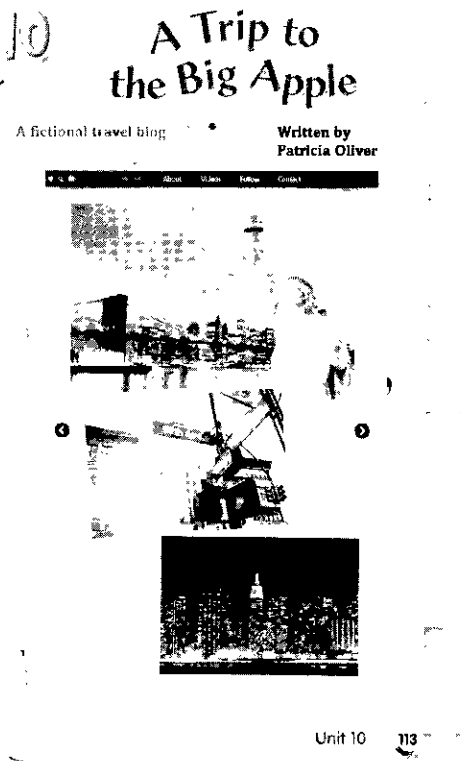 10
A Trip to
the Big Apple
A fictional travel blog
Written by
Patricia Oliver
About Videos Follow Contact
Unit 10 113